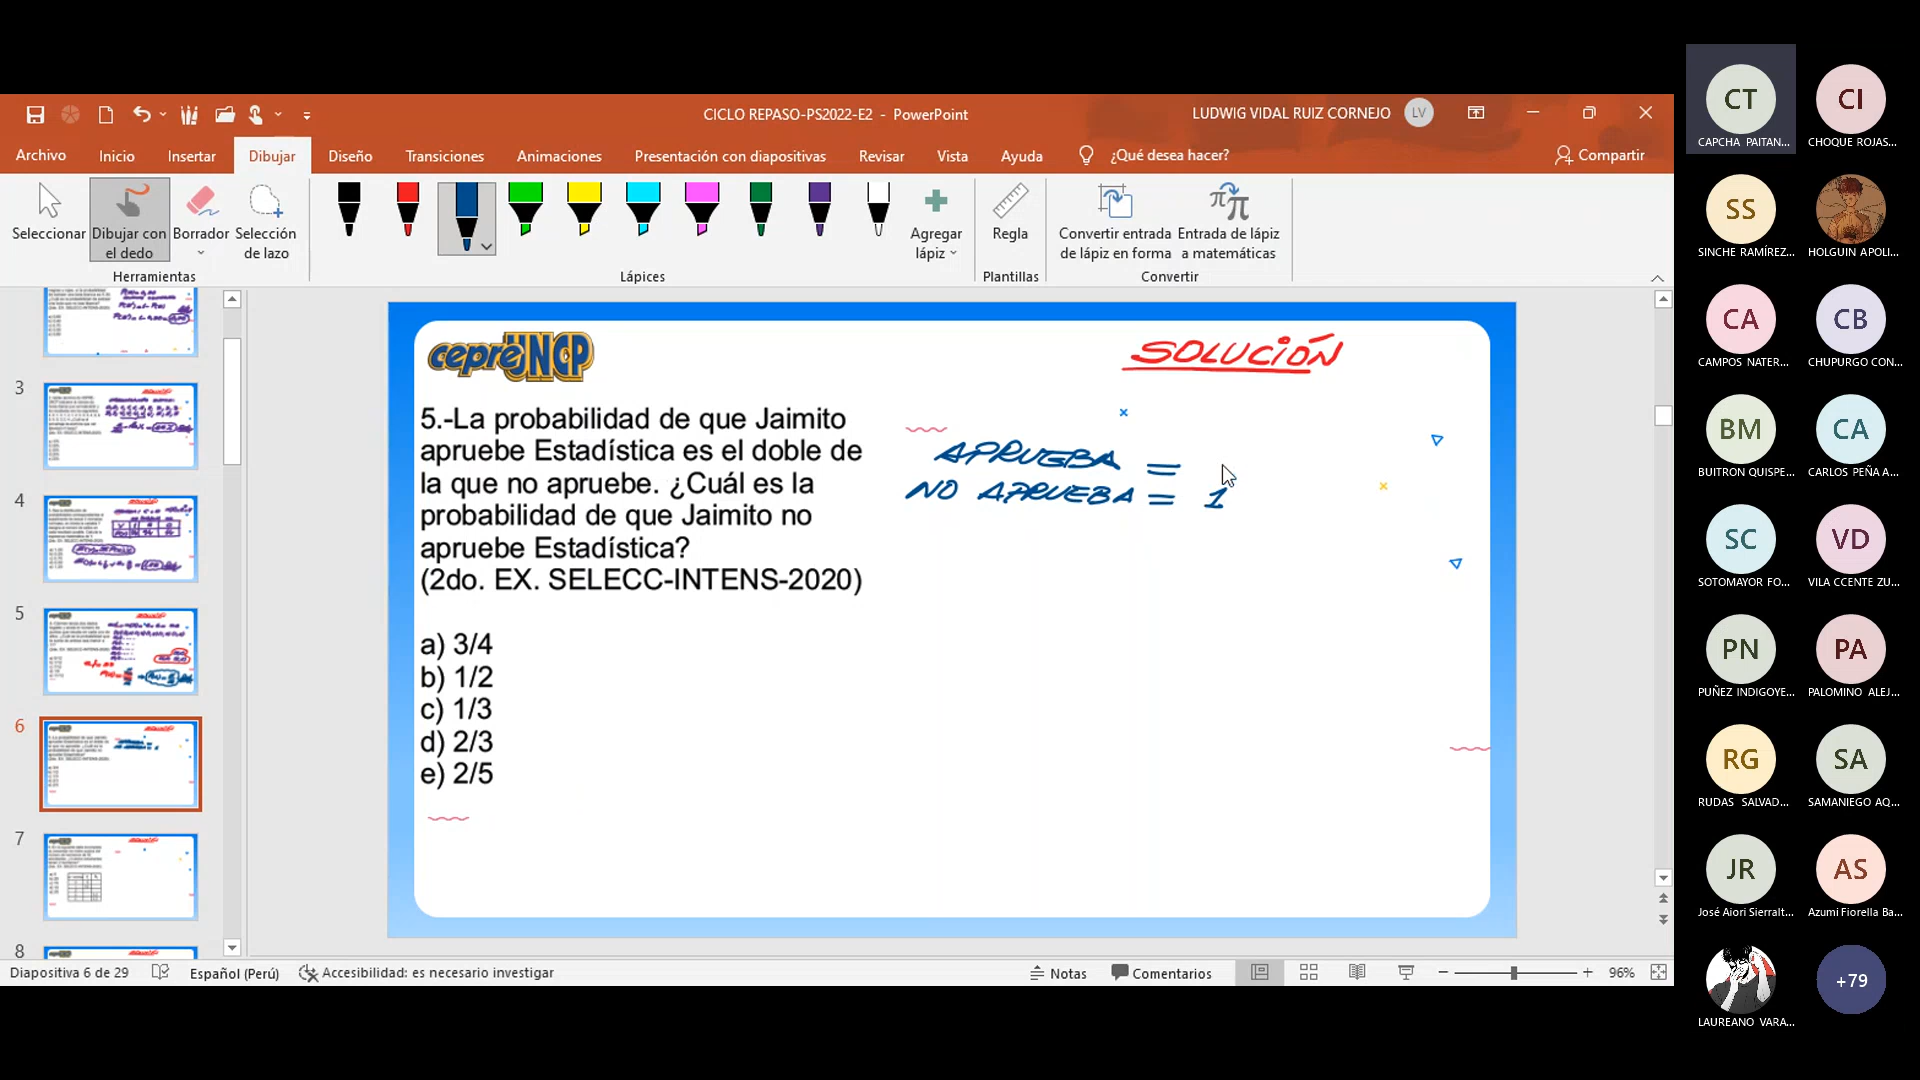 CICLO REPASO-PS2022-E2 - PowerPoint
LUDWIG VIDAL RUIZ CORNEJO
LV
Archivo
Inicio
Insertar
Dibujar
Diseño
Transiciones
Animaciones
Presentación con diapositivas
Revisar
Vista
Ayuda
¿Qué desea hacer?
Compartir
Seleccionar
Dibujar con el dedo
Borrador
Selección de lazo
Agregar lápiz
Regla
Convertir entrada de lápiz en forma
Entrada de lápiz a matemáticas
Herramientas
Lápices
Plantillas
Convertir
3
4
5
6
7
8
cepre UNCP
SOLUCIÓN
5.-La probabilidad de que Jaimito
apruebe Estadística es el doble de
la que no apruebe. ¿Cuál es la
probabilidad de que Jaimito no
apruebe Estadística?
(2do. EX. SELECC-INTENS-2020)
a) 3/4
b) 1/2
c) 1/3
d) 2/3
e) 2/5
APRUEBA =
NO APRUEBA = 1
Diapositiva 6 de 29
Español (Perú)
Accesibilidad: es necesario investigar
Notas
Comentarios
96%
CT
CAPCHA PAITAN...
CI
CHOQUE ROJAS...
SS
SINCHE RAMÍREZ...
HOLGUIN APOLI...
CA
CAMPOS NATER...
CB
CHUPURGO CON...
BM
BUITRON QUISPE...
CA
CARLOS PEÑA A...
SC
SOTOMAYOR FO...
VD
VILA CCENTE ZU...
PN
PUÑEZ INDIGOYE...
PA
PALOMINO ALEJ...
RG
RUDAS SALVAD...
SA
SAMANIEGO AQ...
JR
José Aiori Sierralt...
AS
Azumi Fiorella Ba...
LAUREANO VARA...
+79